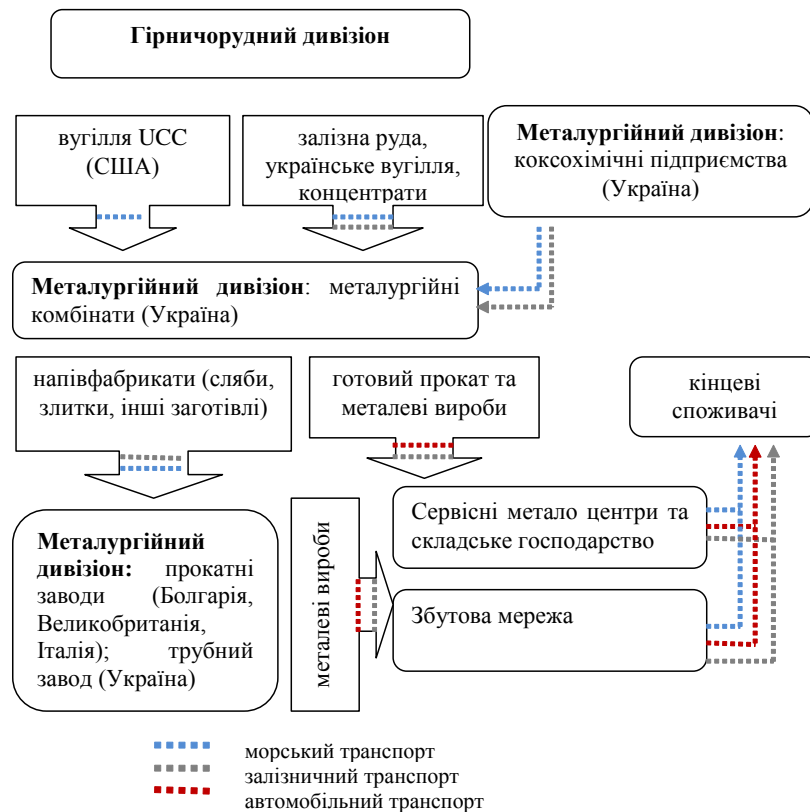 Гірничорудний дивізіон
вугілля UCC
(США)
залізна руда,
українське вугілля,
концентрати
Металургійний дивізіон:
коксохімічні підприємства
(Україна)
Металургійний дивізіон: металургійні
комбінати (Україна)
напівфабрикати (сляби,
злитки, інші заготівлі)
готовий прокат та
металеві вироби
кінцеві
споживачі
Металургійний
дивізіон: прокатні
заводи (Болгарія,
Великобританія,
Італія); трубний
завод (Україна)
металеві вироби
Сервісні метало центри та
складське господарство
Збутова мережа
морський транспорт
залізничний транспорт
автомобільний транспорт